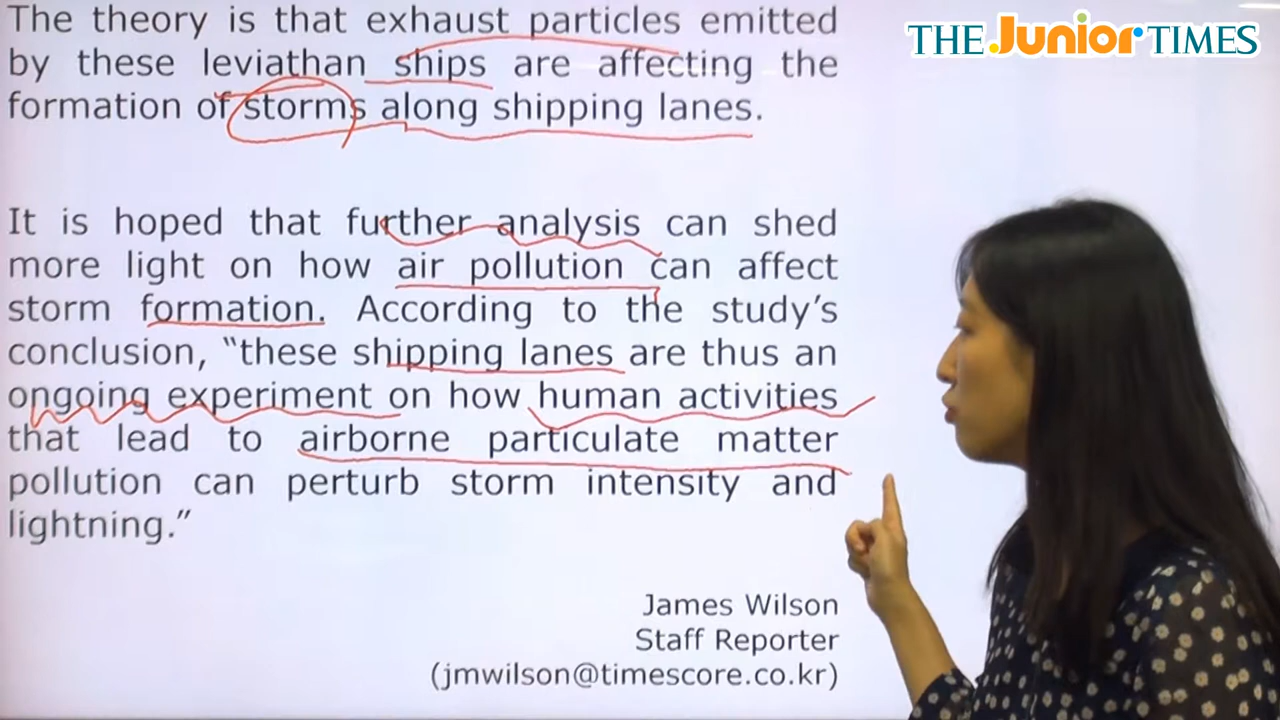 THE Junior TIMES
The theory is that exhaust particles emitted
by these leviathan ships are affecting the
formation of storms along shipping lanes.
It is hoped that further analysis can shed
more light on how air pollution can affect
storm formation. According to the study’s
conclusion, “these shipping lanes are thus an
ongoing experiment on how human activities
that lead to airborne particulate matter
pollution can perturb storm intensity and
lightning.”
James Wilson
Staff Reporter
(jmwilson@timescore.co.kr)